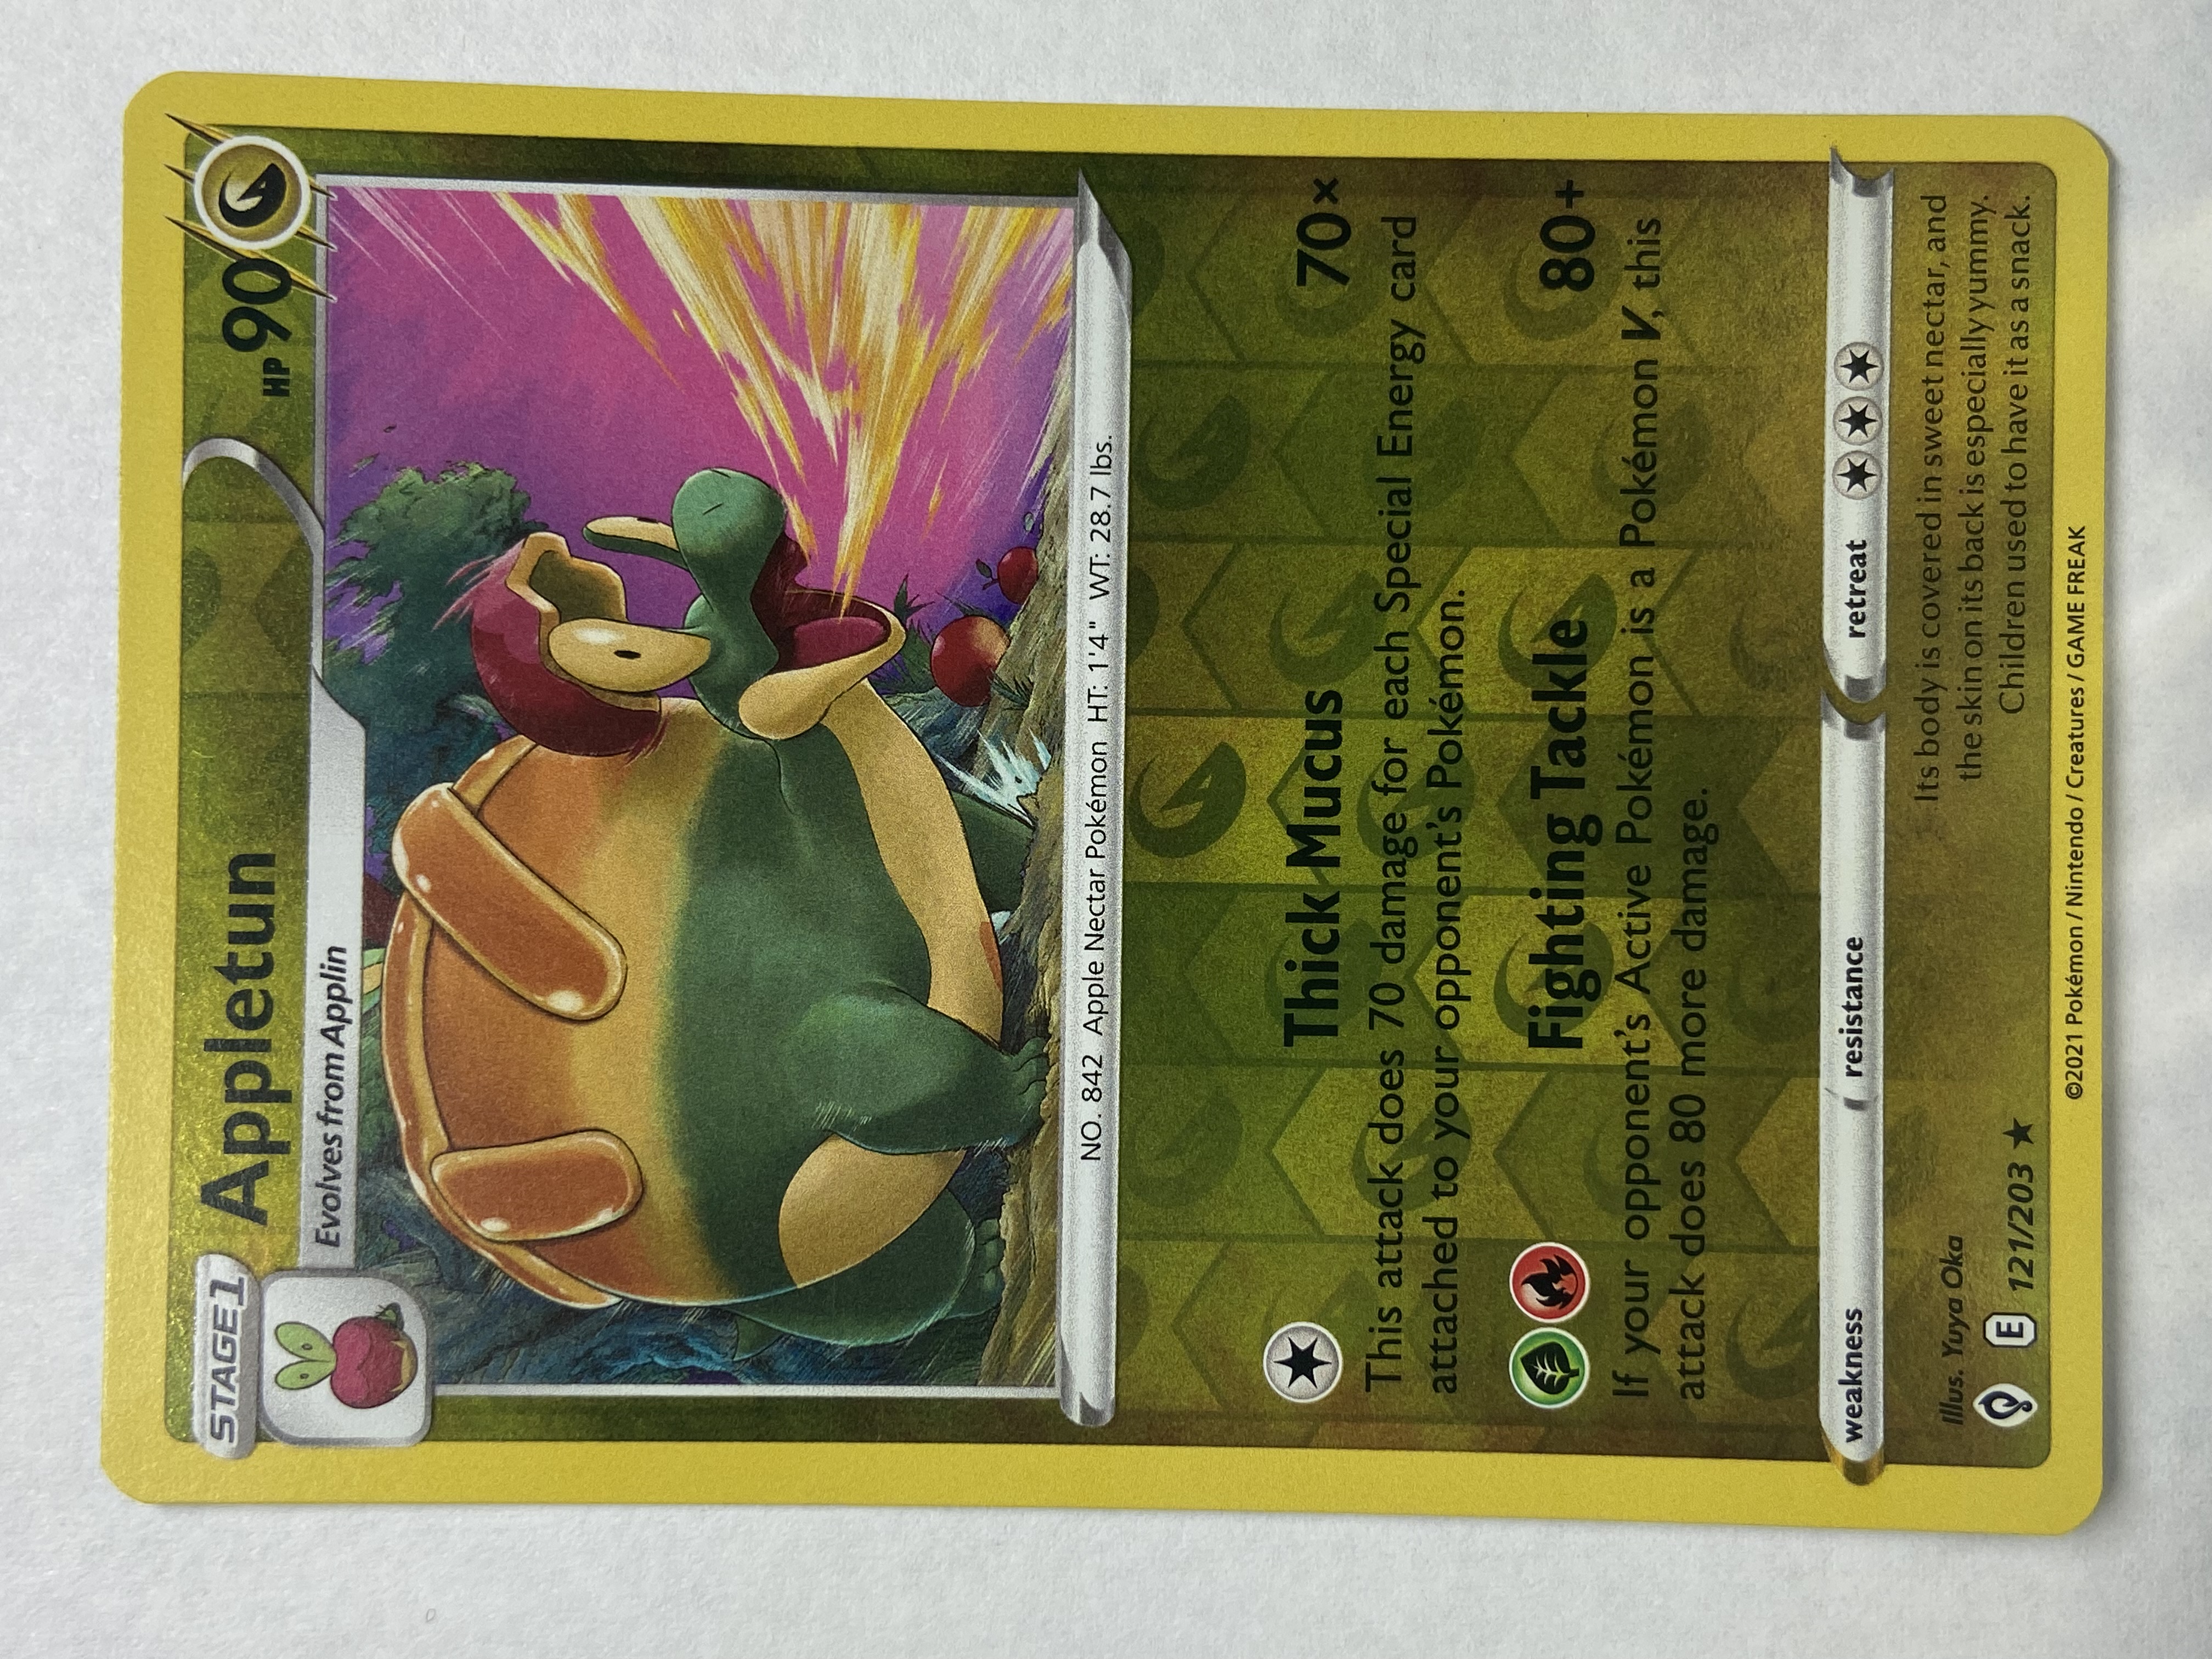 STAGE 1
Appletun
HP 90
Evolves from Applin
NO. 842 Apple Nectar Pokémon HT: 1'4" WT: 28.7 lbs.
Thick Mucus 70×
This attack does 70 damage for each Special Energy card
attached to your opponent's Pokémon.
Fighting Tackle 80+
If your opponent's Active Pokémon is a Pokémon V, this
attack does 80 more damage.
weakness resistance retreat
Illus. Yuya Oka
E 121/203 ★
Its body is covered in sweet nectar, and
the skin on its back is especially yummy.
Children used to have it as a snack.
©2021 Pokémon / Nintendo / Creatures / GAME FREAK